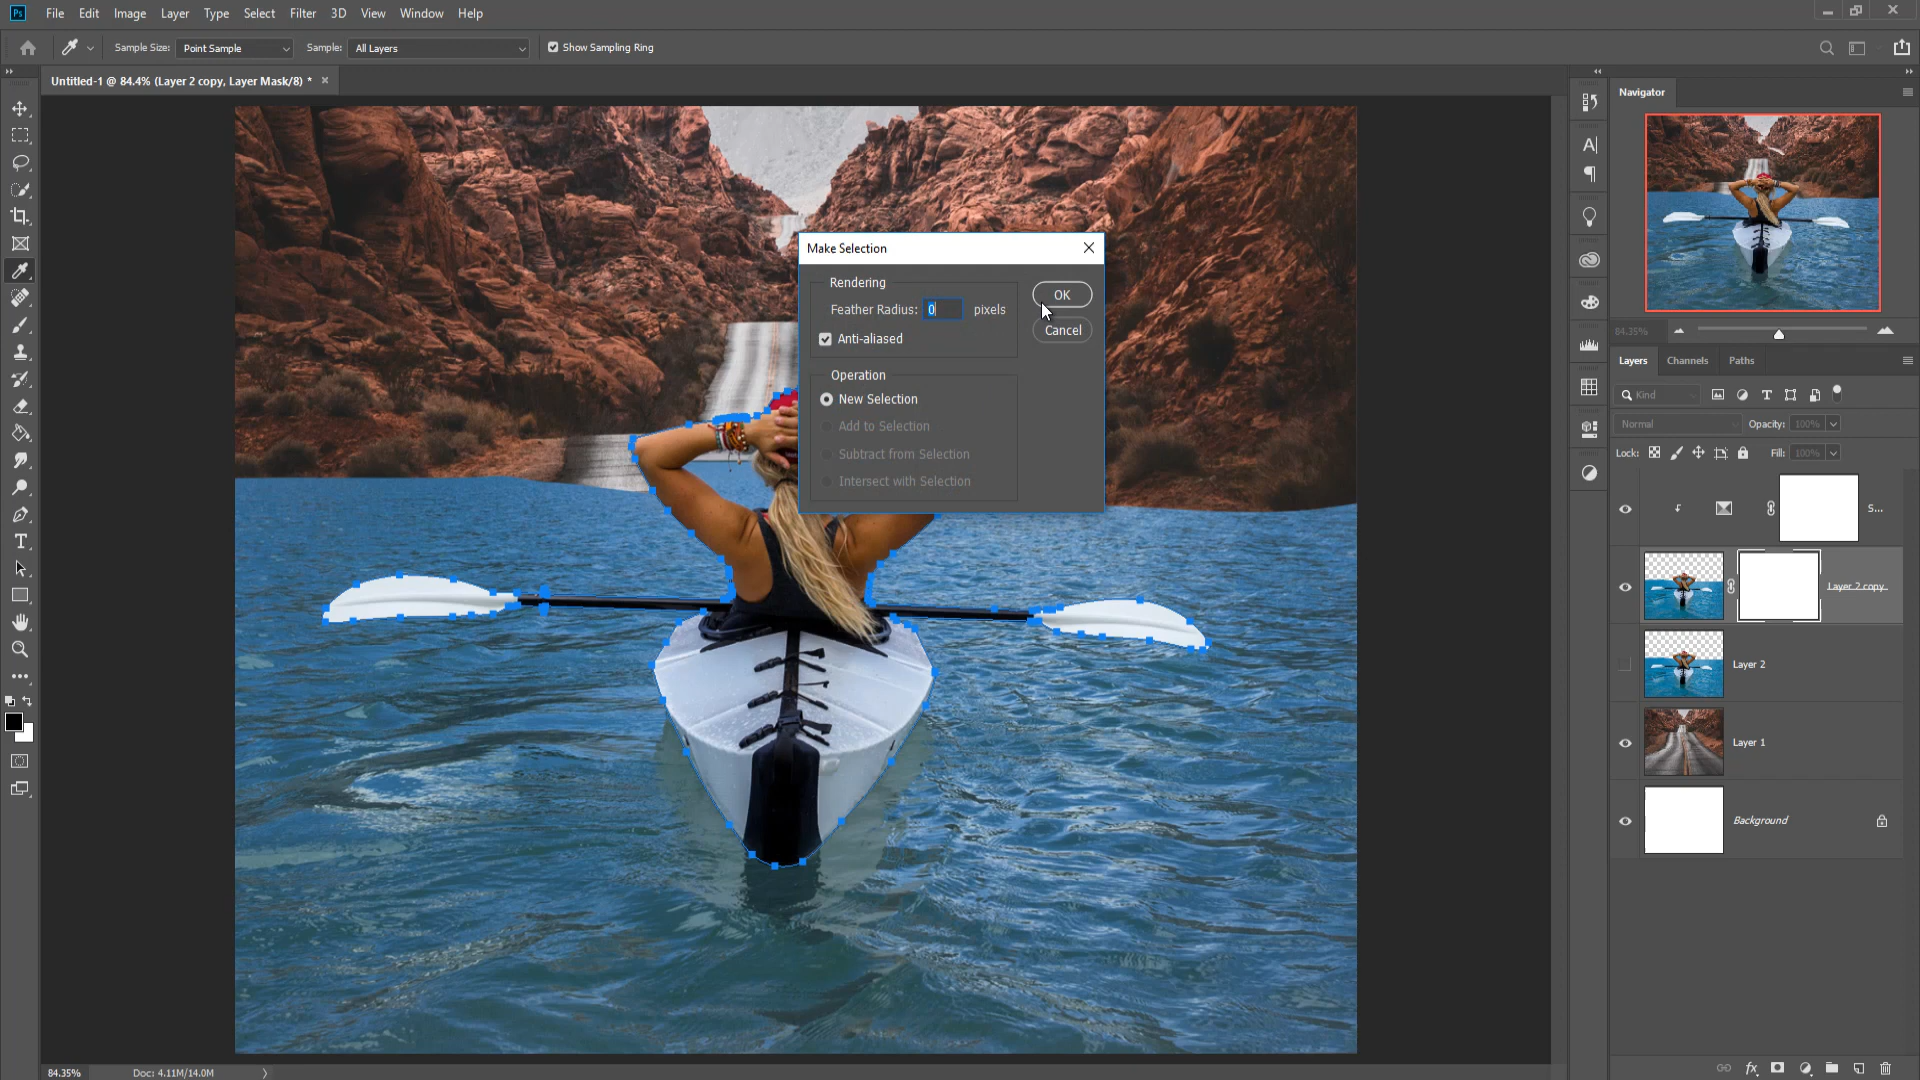 Ps File Edit Image Layer Type Select Filter 3D View Window Help
Sample Size: Point Sample Sample: All Layers Show Sampling Ring
Untitled-1 @ 84.4% (Layer 2 copy, Layer Mask/8) *
Make Selection
Rendering
Feather Radius: 0 pixels
Anti-aliased
OK
Cancel
Operation
New Selection
Add to Selection
Subtract from Selection
Intersect with Selection
Navigator
84.35%
Layers Channels Paths
Kind
Normal Opacity: 100%
Lock: Fill: 100%
S...
Layer 2 copy
Layer 2
Layer 1
Background
84.35% Doc: 4.11M/14.0M